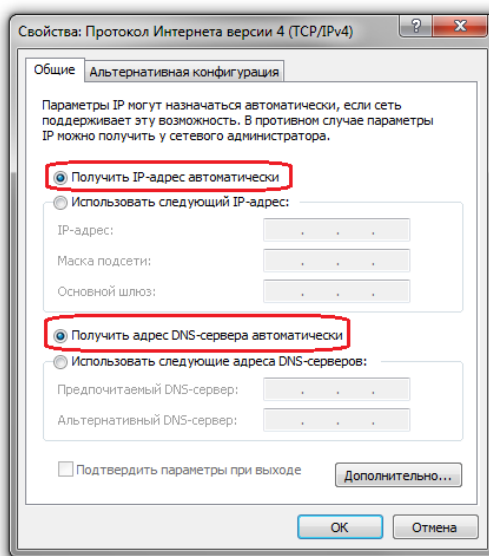 Свойства: Протокол Интернета версии 4 (TCP/IPv4)
Общие
Альтернативная конфигурация
Параметры IP могут назначаться автоматически, если сеть
поддерживает эту возможность. В противном случае параметры
IP можно получить у сетевого администратора.
Получить IP-адрес автоматически
Использовать следующий IP-адрес:
IP-адрес:
Маска подсети:
Основной шлюз:
Получить адрес DNS-сервера автоматически
Использовать следующие адреса DNS-серверов:
Предпочитаемый DNS-сервер:
Альтернативный DNS-сервер:
Подтвердить параметры при выходе
Дополнительно...
ОК
Отмена